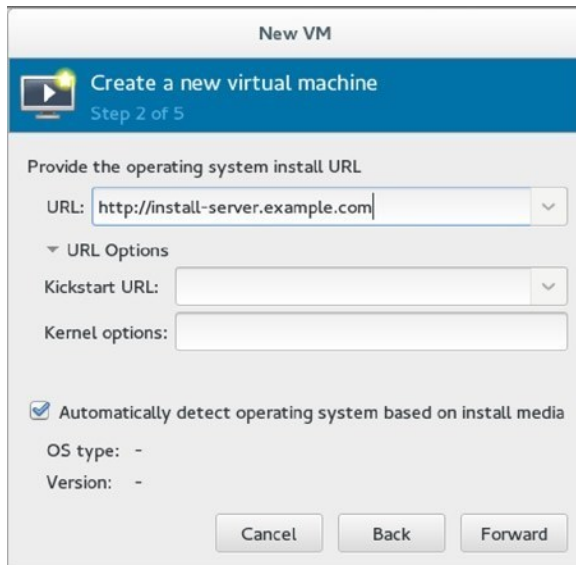 New VM
Create a new virtual machine
Step 2 of 5
Provide the operating system install URL
URL: http://install-server.example.com
URL Options
Kickstart URL:
Kernel options:
Automatically detect operating system based on install media
OS type: -
Version: -
Cancel Back Forward